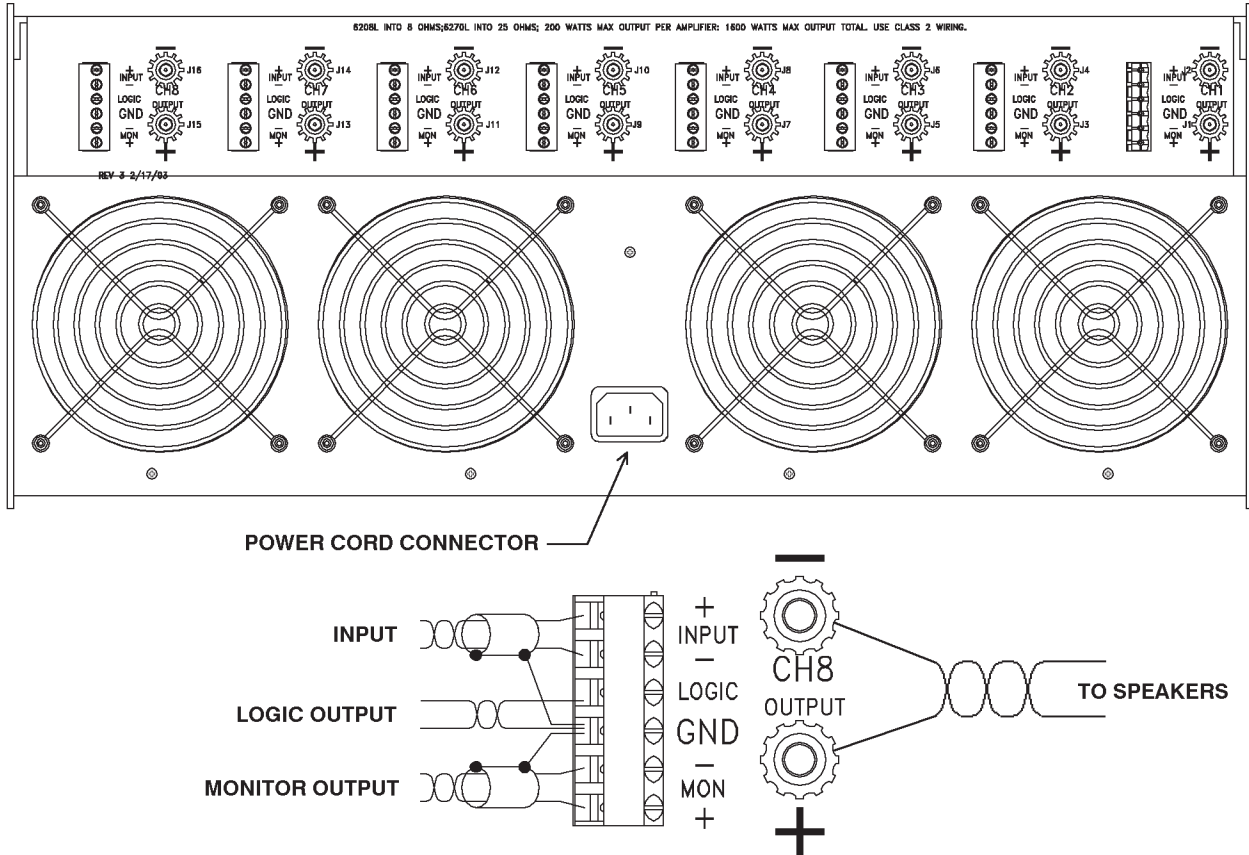 6208L INTO 8 OHMS;6270L INTO 25 OHMS; 200 WATTS MAX OUTPUT PER AMPLIFIER: 1600 WATTS MAX OUTPUT TOTAL. USE CLASS 2 WIRING.
+ INPUT − LOGIC GND − MON + − J16 CH8 OUTPUT J15 +
+ INPUT − LOGIC GND − MON + − J14 CH7 OUTPUT J13 +
+ INPUT − LOGIC GND − MON + − J12 CH6 OUTPUT J11 +
+ INPUT − LOGIC GND − MON + − J10 CH5 OUTPUT J9 +
+ INPUT − LOGIC GND − MON + − J8 CH4 OUTPUT J7 +
+ INPUT − LOGIC GND − MON + − J6 CH3 OUTPUT J5 +
+ INPUT − LOGIC GND − MON + − J4 CH2 OUTPUT J3 +
+ INPUT − LOGIC GND − MON + − J2 CH1 OUTPUT J1 +
REV 3 2/17/03
POWER CORD CONNECTOR
INPUT
LOGIC OUTPUT
MONITOR OUTPUT
+
INPUT
−
LOGIC
GND
−
MON
+
−
CH8
OUTPUT
+
TO SPEAKERS